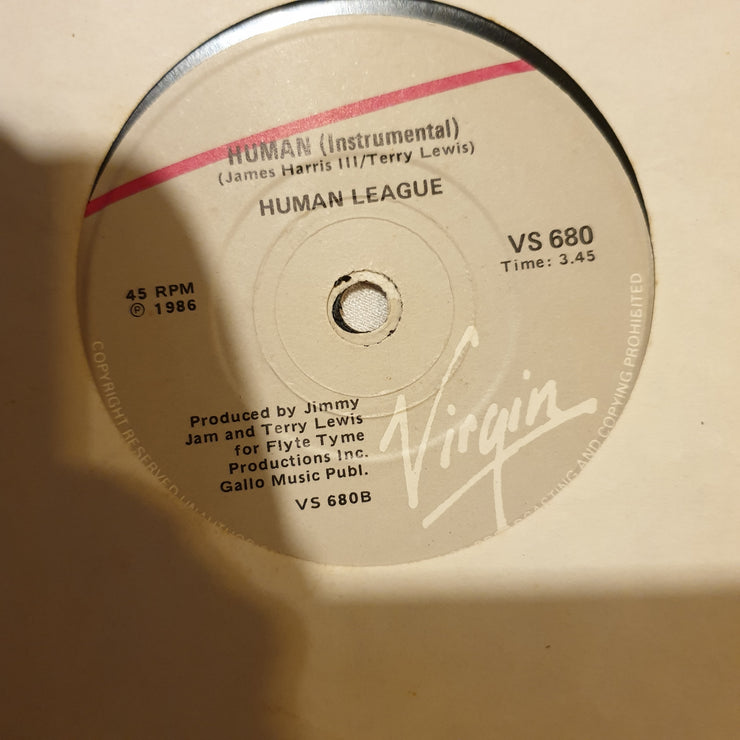 HUMAN (Instrumental)
(James Harris III/Terry Lewis)
HUMAN LEAGUE
VS 680
Time: 3.45
45 RPM
℗ 1986
Produced by Jimmy
Jam and Terry Lewis
for Flyte Tyme
Productions Inc.
Gallo Music Publ.
VS 680B
Virgin
COPYRIGHT RESERVED AND COPYING PROHIBITED